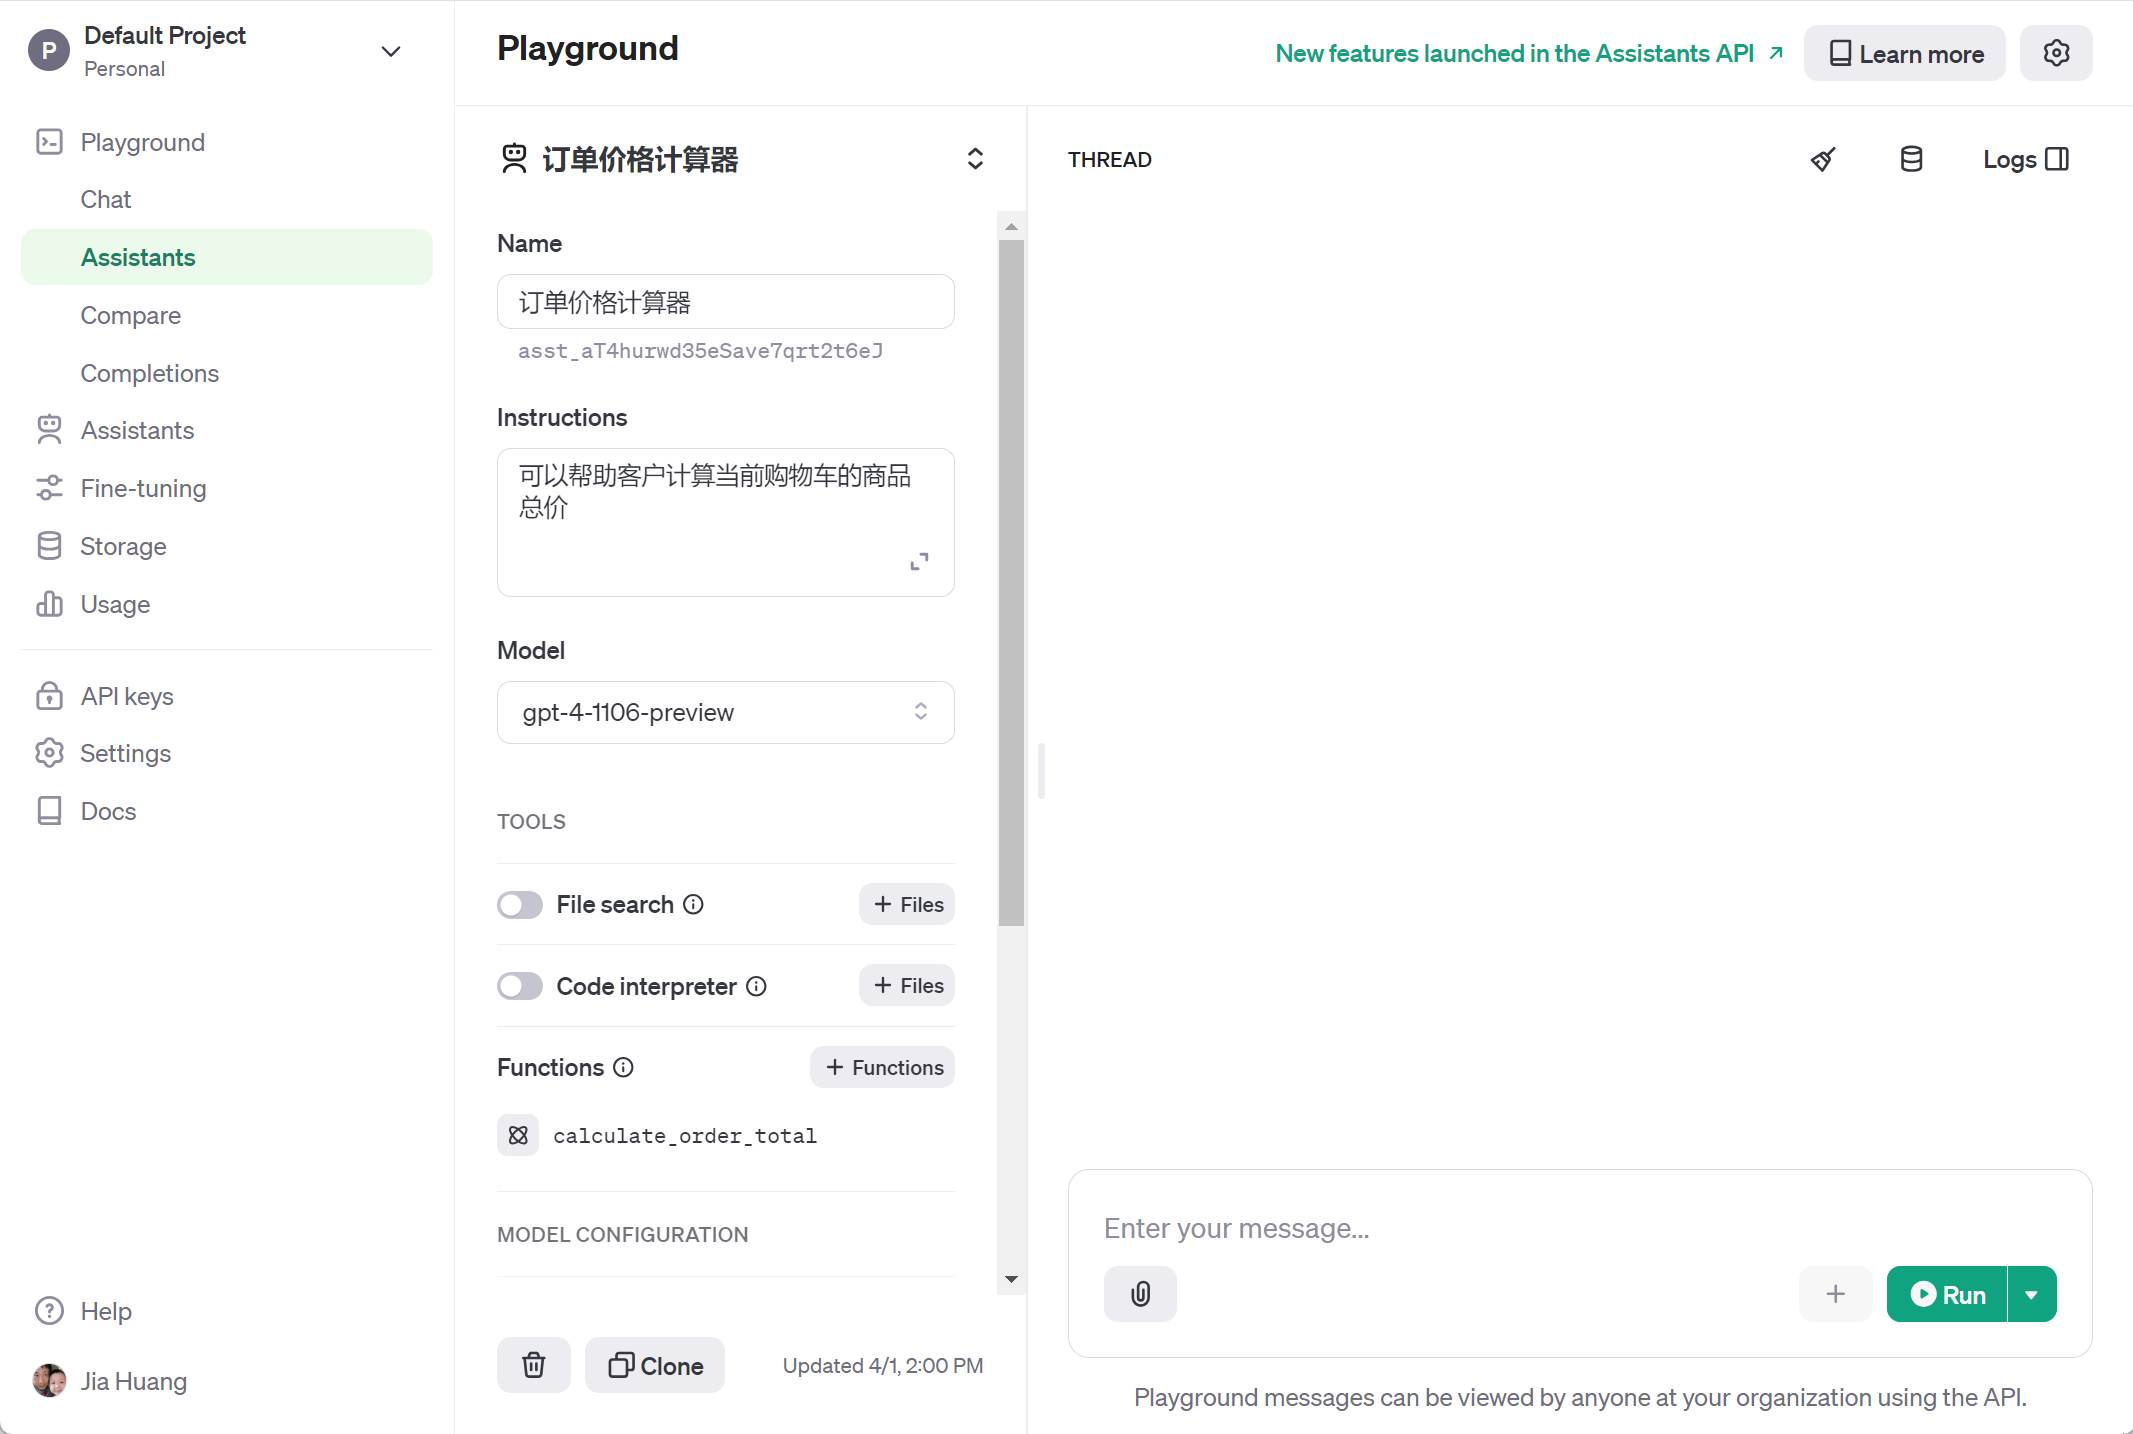 P
Default Project
Personal
Playground
Chat
Assistants
Compare
Completions
Assistants
Fine-tuning
Storage
Usage
API keys
Settings
Docs
Help
Jia Huang
Playground
New features launched in the Assistants API
Learn more
订单价格计算器
Name
订单价格计算器
asst_aT4hurwd35eSave7qrt2t6eJ
Instructions
可以帮助客户计算当前购物车的商品
总价
Model
gpt-4-1106-preview
TOOLS
File search
+ Files
Code interpreter
+ Files
Functions
+ Functions
calculate_order_total
MODEL CONFIGURATION
Clone
Updated 4/1, 2:00 PM
THREAD
Logs
Enter your message...
Run
Playground messages can be viewed by anyone at your organization using the API.